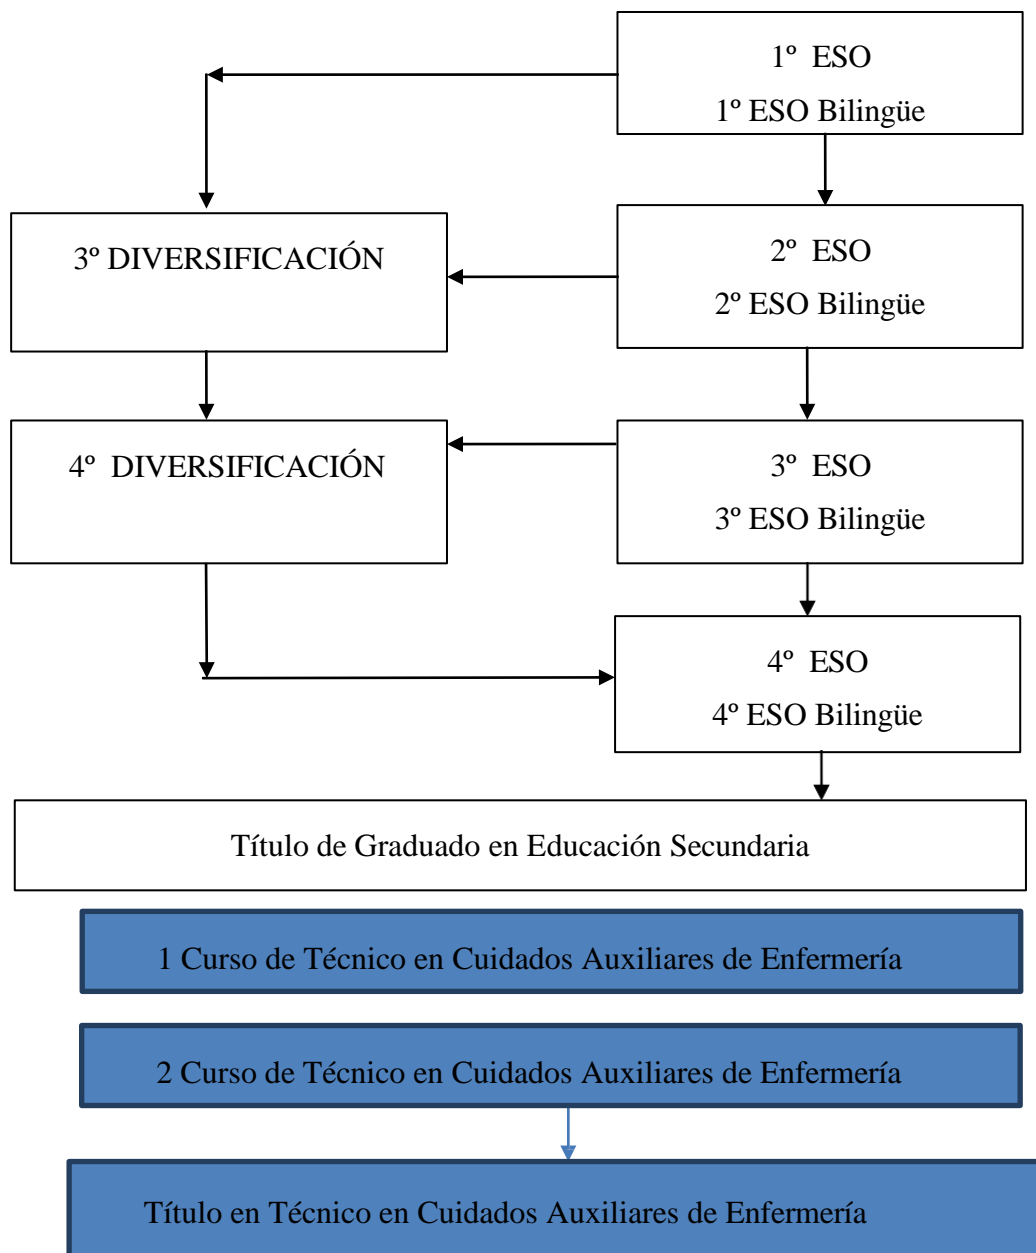 1º ESO
1º ESO Bilingüe
3º DIVERSIFICACIÓN
2º ESO
2º ESO Bilingüe
4º DIVERSIFICACIÓN
3º ESO
3º ESO Bilingüe
4º ESO
4º ESO Bilingüe
Título de Graduado en Educación Secundaria
1 Curso de Técnico en Cuidados Auxiliares de Enfermería
2 Curso de Técnico en Cuidados Auxiliares de Enfermería
Título en Técnico en Cuidados Auxiliares de Enfermería